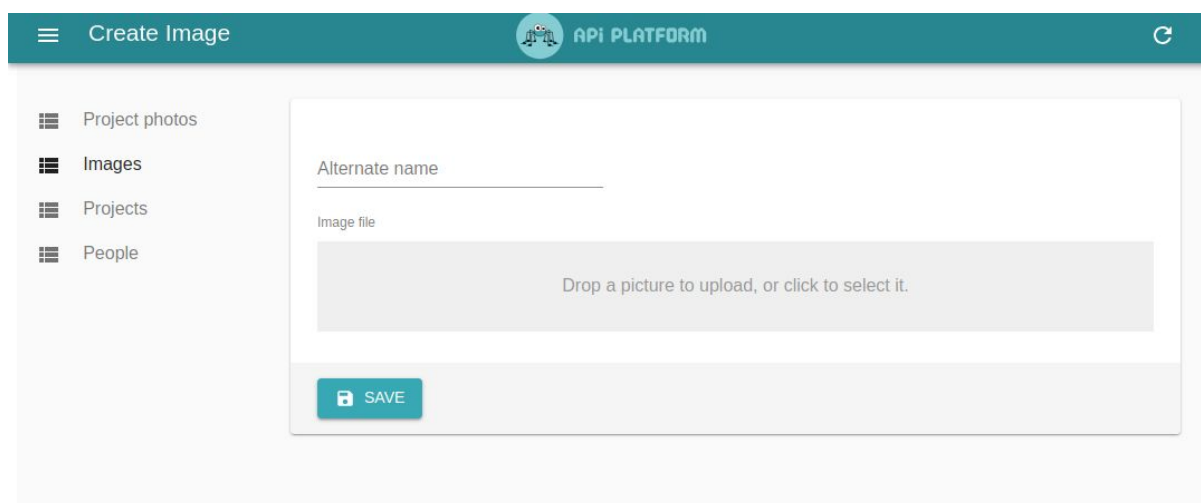 Create Image
APi PLATFORM
Project photos
Images
Projects
People
Alternate name
Image file
Drop a picture to upload, or click to select it.
SAVE